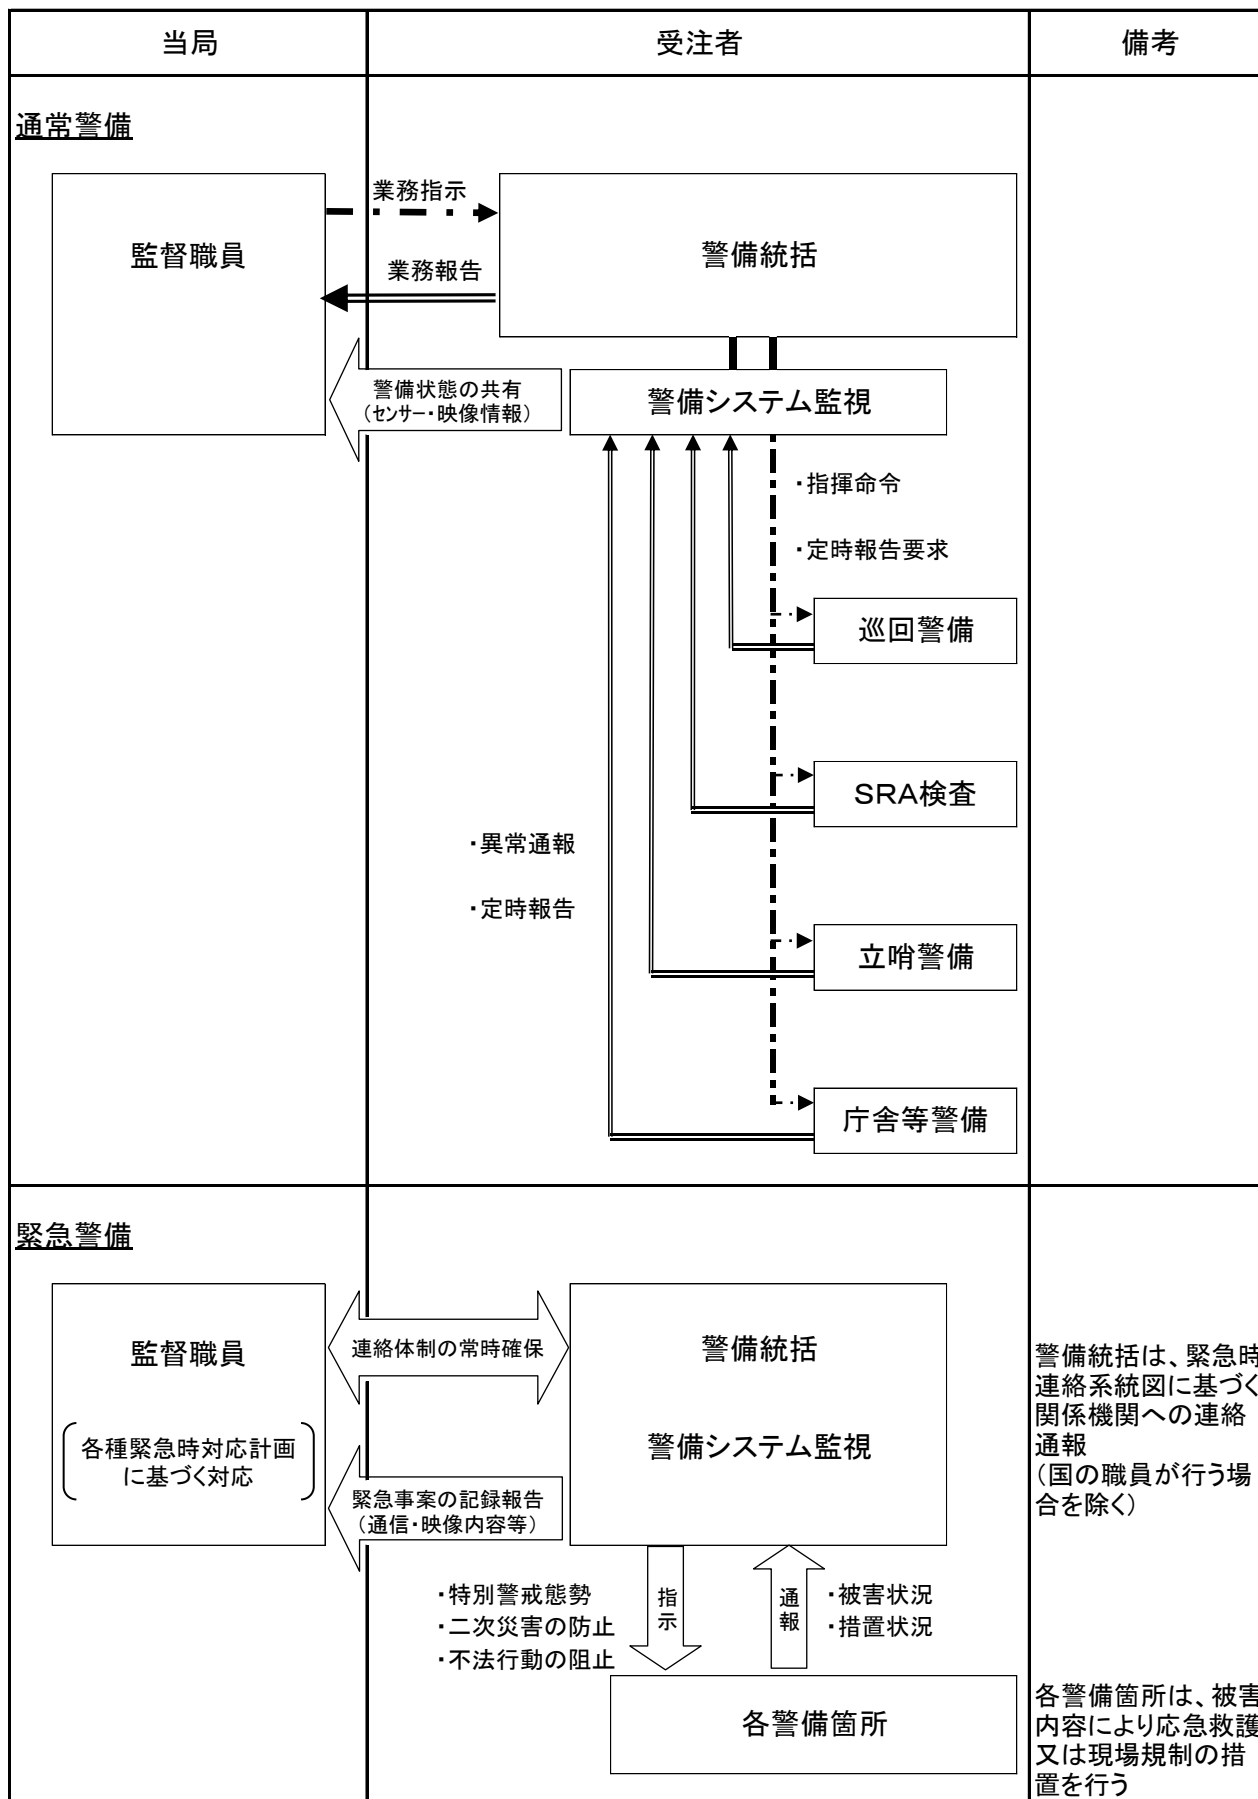 当局
受注者
備考
通常警備
監督職員
業務指示
業務報告
警備統括
警備状態の共有
（センサー・映像情報）
警備システム監視
・指揮命令
・定時報告要求
巡回警備
ＳＲＡ検査
・異常通報
・定時報告
立哨警備
庁舎等警備
緊急警備
監督職員
各種緊急時対応計画
に基づく対応
連絡体制の常時確保
緊急事案の記録報告
（通信・映像内容等）
警備統括
警備システム監視
警備統括は、緊急時
連絡系統図に基づく
関係機関への連絡
通報
（国の職員が行う場
合を除く）
・特別警戒態勢
・二次災害の防止
・不法行動の阻止
指示
通報
・被害状況
・措置状況
各警備箇所
各警備箇所は、被害
内容により応急救護
又は現場規制の措
置を行う